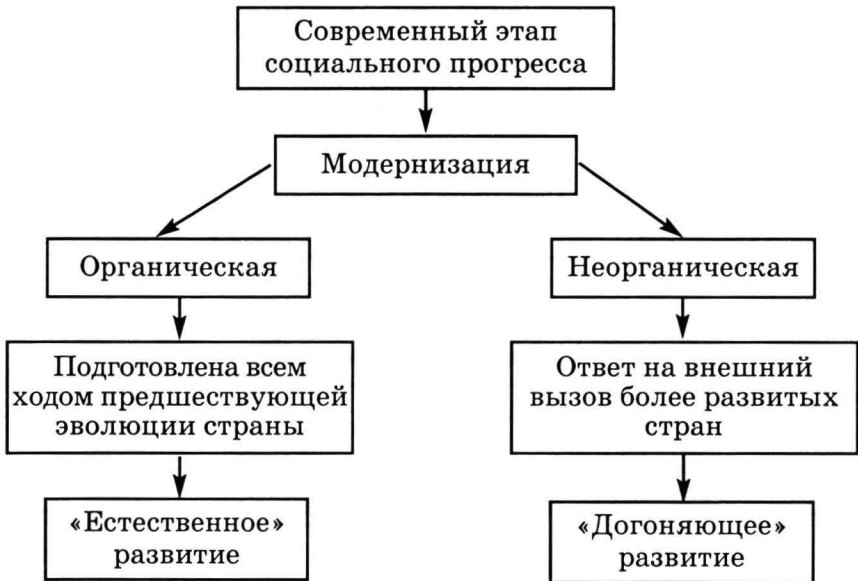 Современный этап
социального прогресса
Модернизация
Органическая
Неорганическая
Подготовлена всем
ходом предшествующей
эволюции страны
Ответ на внешний
вызов более развитых
стран
«Естественное»
развитие
«Догоняющее»
развитие